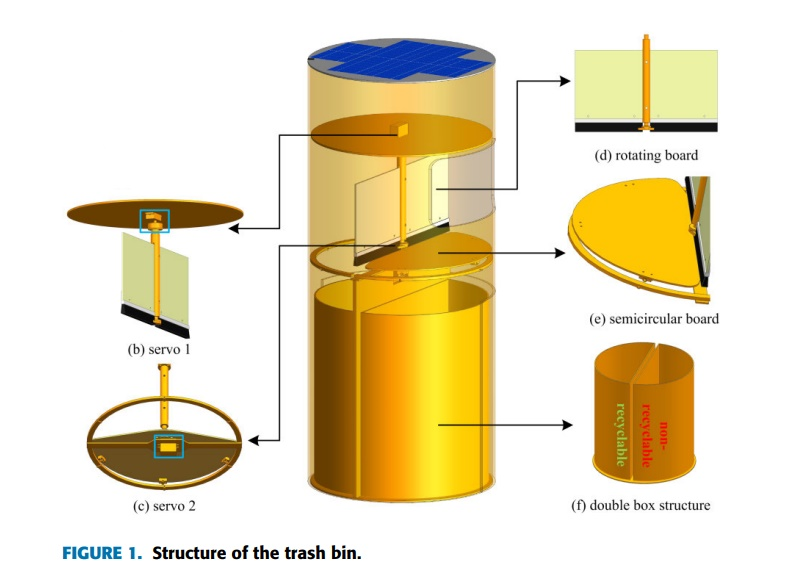 (d) rotating board
(b) servo 1
(e) semicircular board
recyclable
non-
recyclable
(c) servo 2
(f) double box structure
FIGURE 1. Structure of the trash bin.